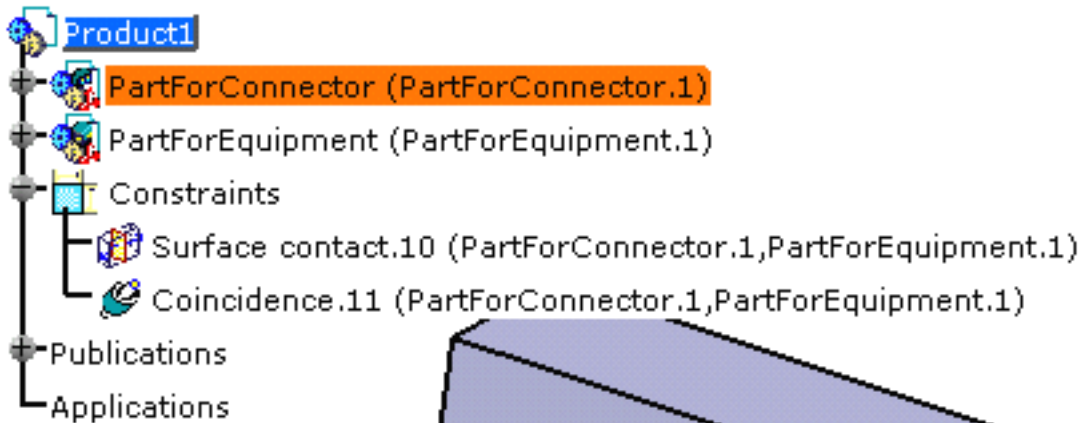 Product1
PartForConnector (PartForConnector.1)
PartForEquipment (PartForEquipment.1)
Constraints
Surface contact.10 (PartForConnector.1,PartForEquipment.1)
Coincidence.11 (PartForConnector.1,PartForEquipment.1)
Publications
Applications